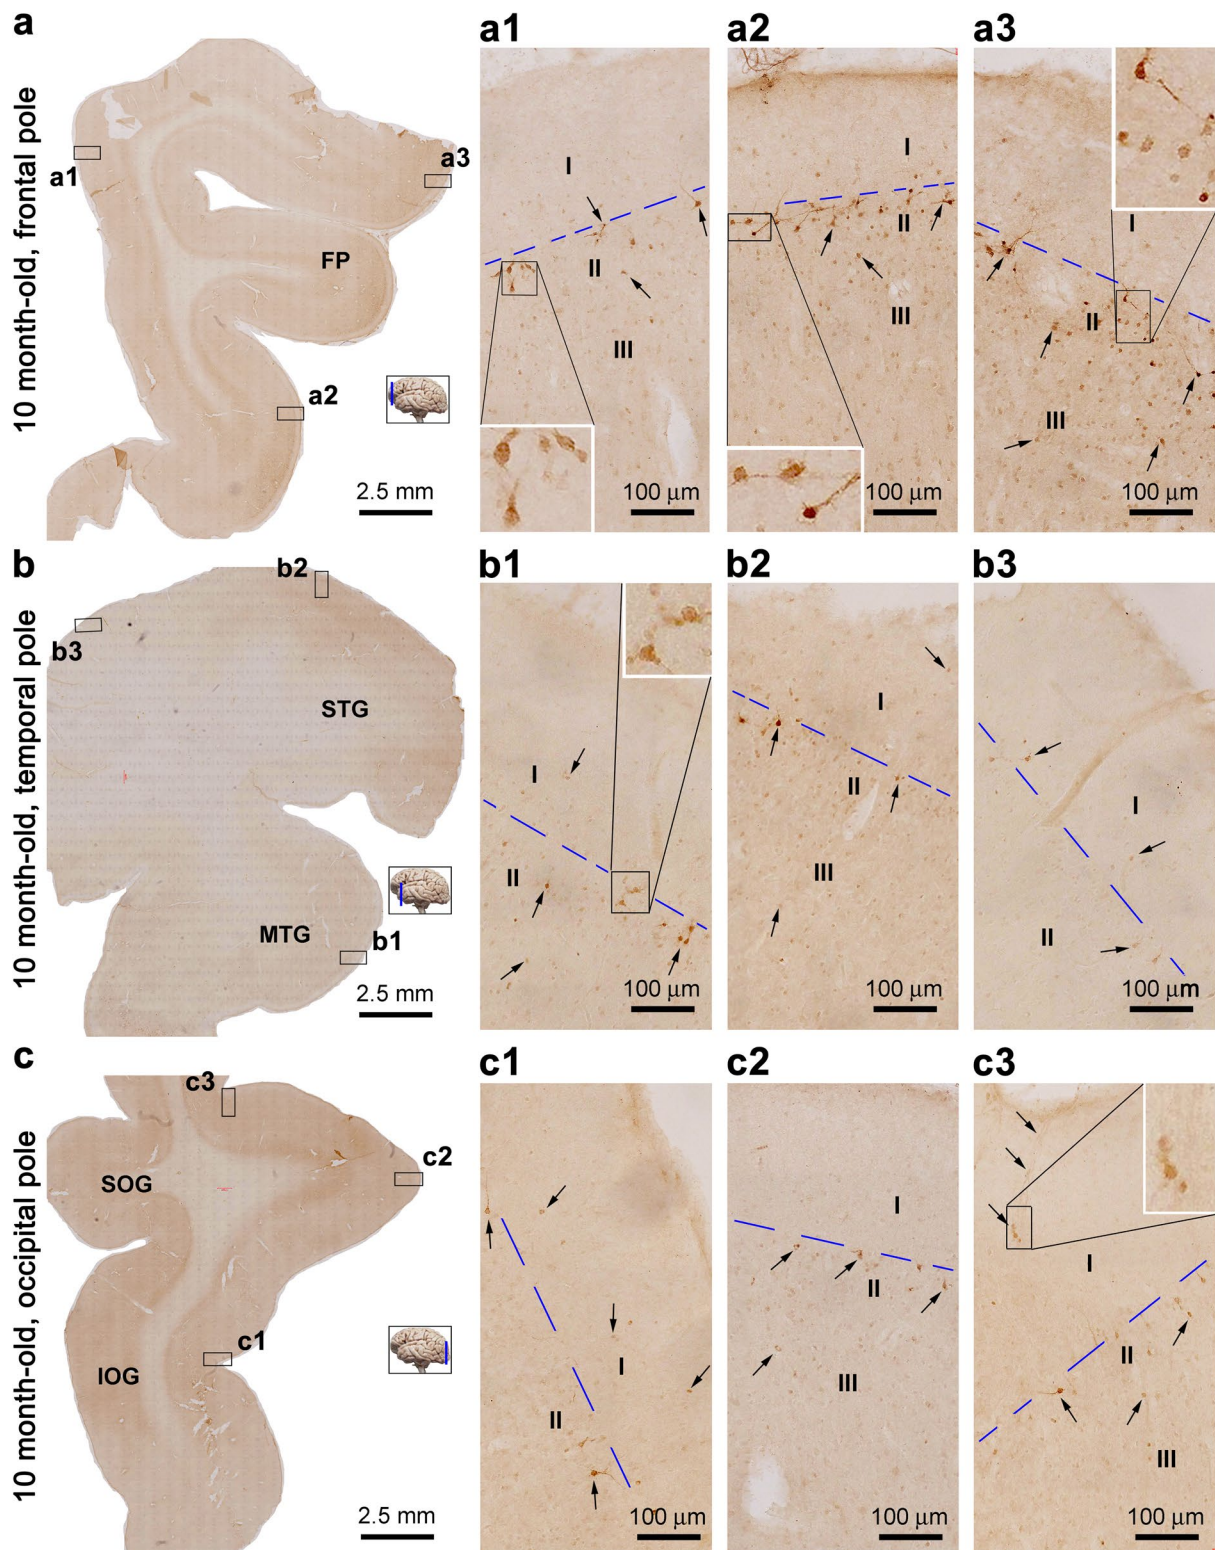 a
10 month-old, frontal pole
a1
a3
FP
a2
2.5 mm
a1
I
II
III
100 µm
a2
I
II
III
100 µm
a3
I
II
III
100 µm
b
10 month-old, temporal pole
b2
b3
STG
MTG
b1
2.5 mm
b1
I
II
100 µm
b2
I
II
III
100 µm
b3
I
II
100 µm
c
10 month-old, occipital pole
c3
c2
SOG
c1
IOG
2.5 mm
c1
I
II
100 µm
c2
I
II
III
100 µm
c3
I
II
III
100 µm